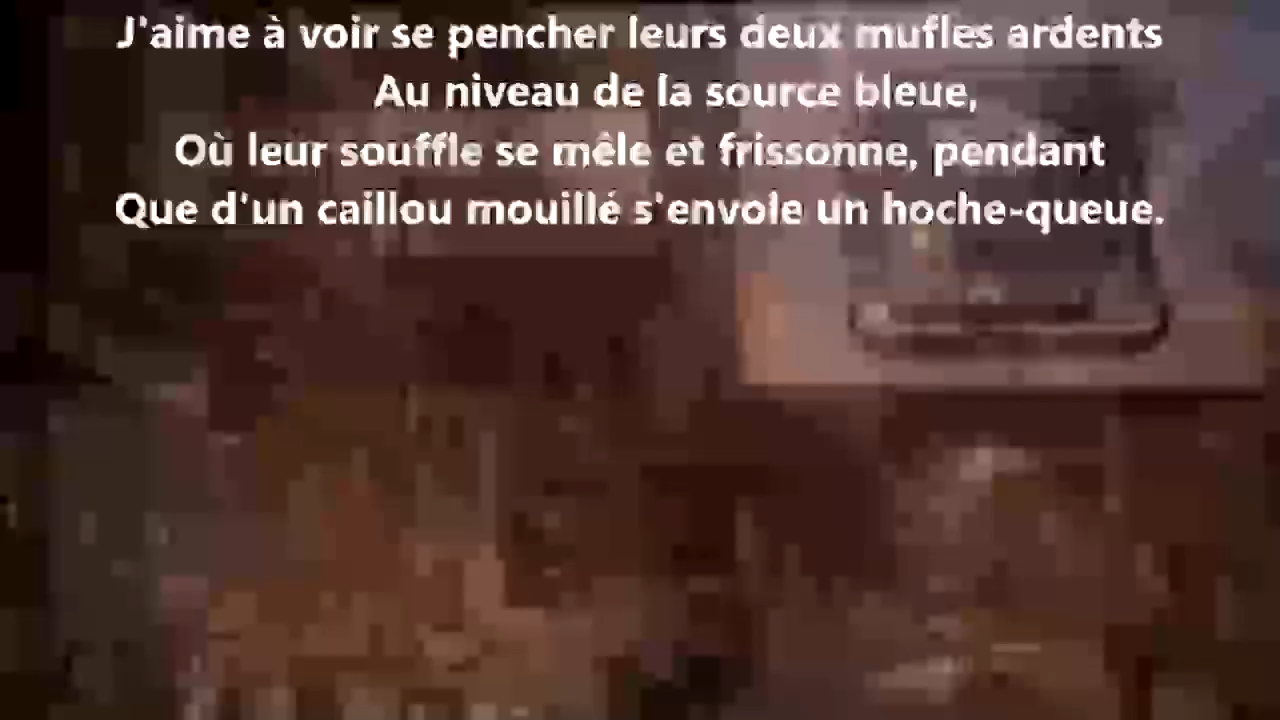 J'aime à voir se pencher leurs deux mufles ardents
Au niveau de la source bleue,
Où leur souffle se mêle et frissonne, pendant
Que d'un caillou mouillé s'envole un hoche-queue.